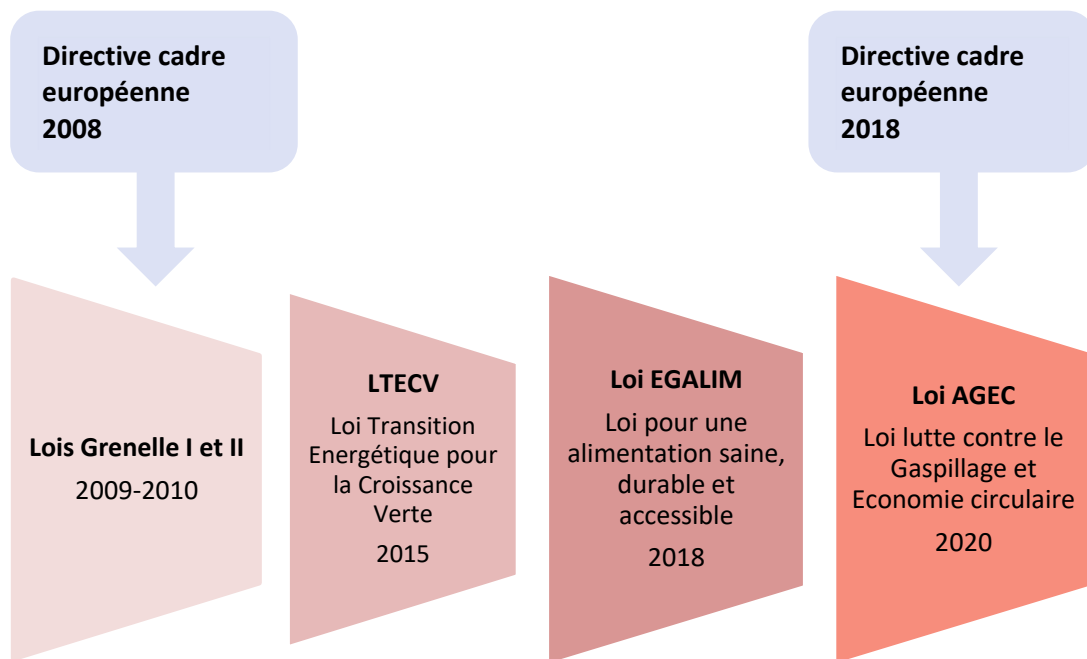 Directive cadre
européenne
2008
Directive cadre
européenne
2018
Lois Grenelle I et II
2009-2010
LTECV
Loi Transition
Energétique pour
la Croissance
Verte
2015
Loi EGALIM
Loi pour une
alimentation saine,
durable et
accessible
2018
Loi AGEC
Loi lutte contre le
Gaspillage et
Economie circulaire
2020